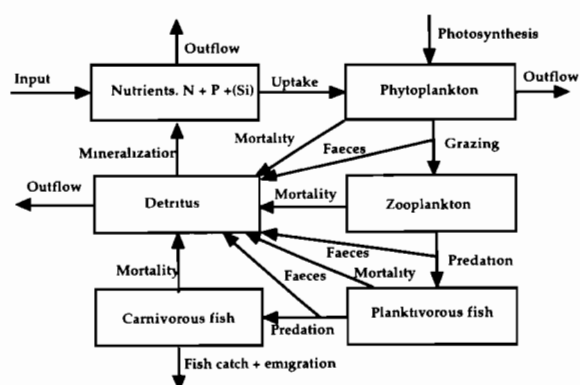 Photosynthesis
Outflow
Input
Nutrients. N + P +(Si)
Uptake
Phytoplankton
Outflow
Mortality
Faeces
Grazing
Mineralization
Outflow
Detritus
Mortality
Zooplankton
Faeces
Predation
Mortality
Faeces
Mortality
Carnivorous fish
Predation
Planktivorous fish
Fish catch + emigration